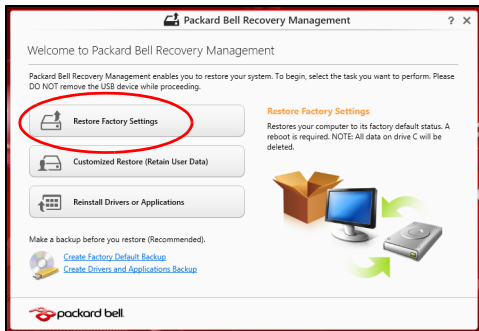 Packard Bell Recovery Management
? X
Welcome to Packard Bell Recovery Management
Packard Bell Recovery Management enables you to restore your system. To begin, select the task you want to perform. Please
DO NOT remove the USB device while proceeding.
Restore Factory Settings
Customized Restore (Retain User Data)
Reinstall Drivers or Applications
Restore Factory Settings
Restores your computer to its factory default status. A
reboot is required. NOTE: All data on drive C will be
deleted.
Make a backup before you restore (Recommended).
Create Factory Default Backup
Create Drivers and Applications Backup
packard bell